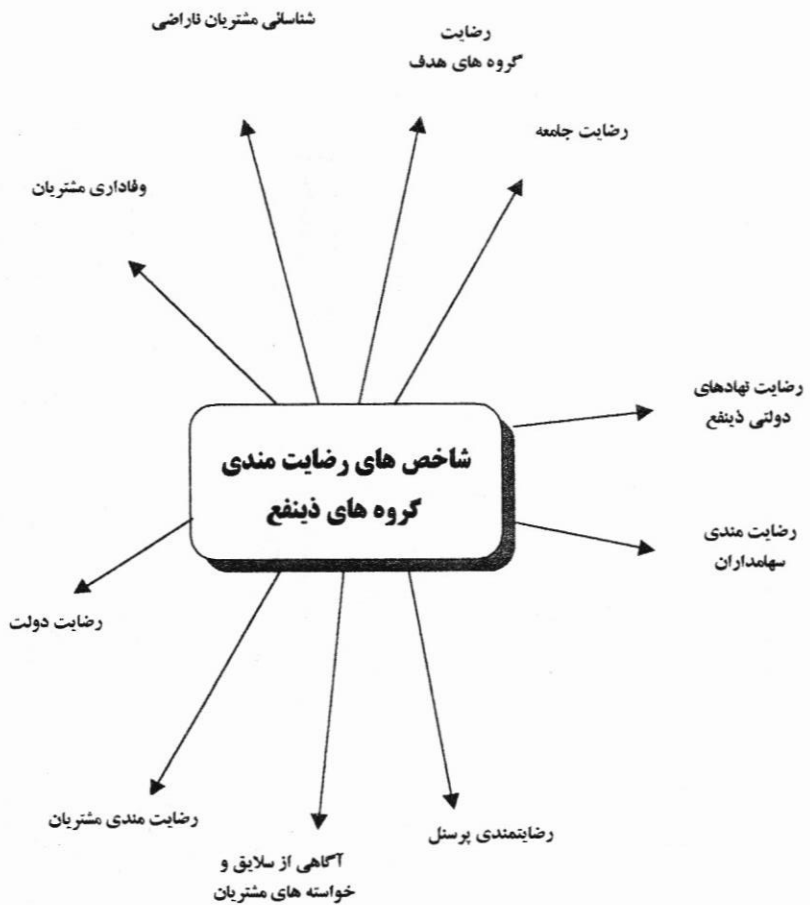 شناسائی مشتریان ناراضی
رضایت
گروه های هدف
رضایت جامعه
وفاداری مشتریان
رضایت نهادهای
دولتی ذینفع
شاخص های رضایت مندی
گروه های ذینفع
رضایت مندی
سهامداران
رضایت دولت
رضایت مندی مشتریان
آگاهی از سلایق و
خواسته های مشتریان
رضایتمندی پرسنل